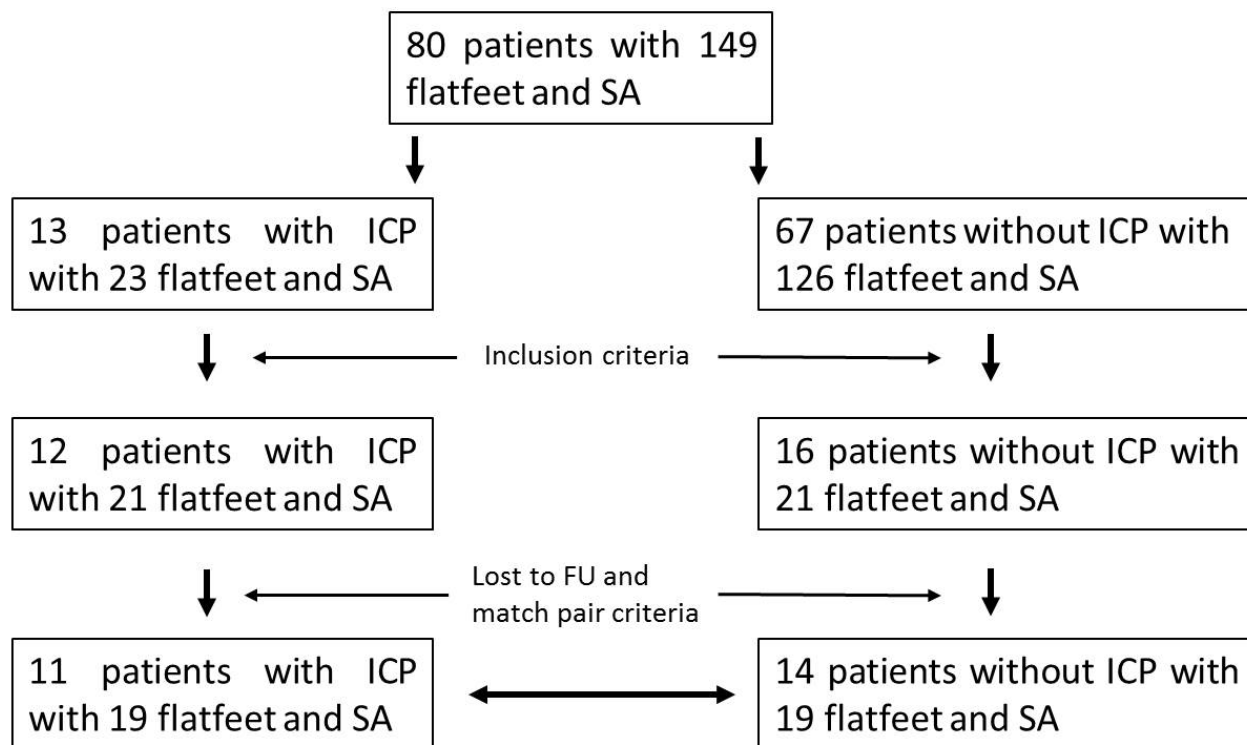 80 patients with 149
flatfeet and SA
13 patients with ICP
with 23 flatfeet and SA
67 patients without ICP with
126 flatfeet and SA
Inclusion criteria
12 patients with ICP
with 21 flatfeet and SA
16 patients without ICP with
21 flatfeet and SA
Lost to FU and
match pair criteria
11 patients with ICP
with 19 flatfeet and SA
14 patients without ICP with
19 flatfeet and SA